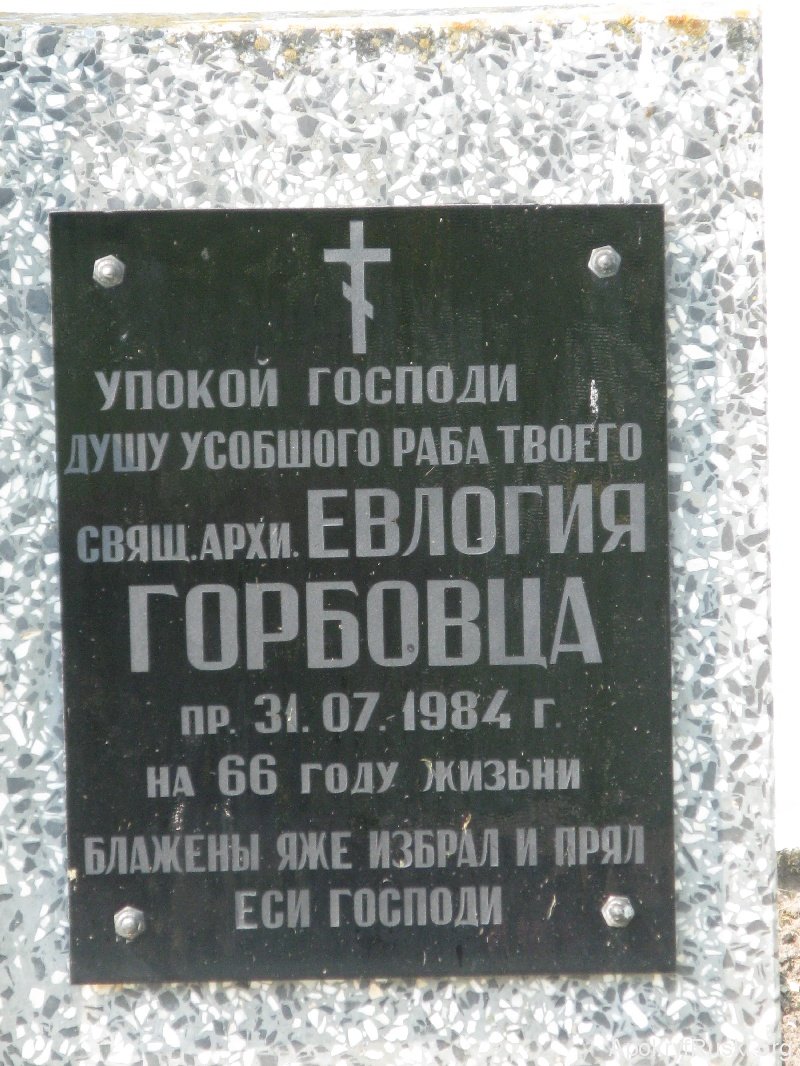 УПОКОЙ ГОСПОДИ
ДУШУ УСОБШОГО РАБА ТВОЕГО
СВЯЩ.АРХИ. ЕВЛОГИЯ
ГОРБОВЦА
ПР. 31.07.1984 Г.
НА 66 ГОДУ ЖИЗЬНИ
БЛАЖЕНЫ ЯЖЕ ИЗБРАЛ И ПРЯЛ
ЕСИ ГОСПОДИ